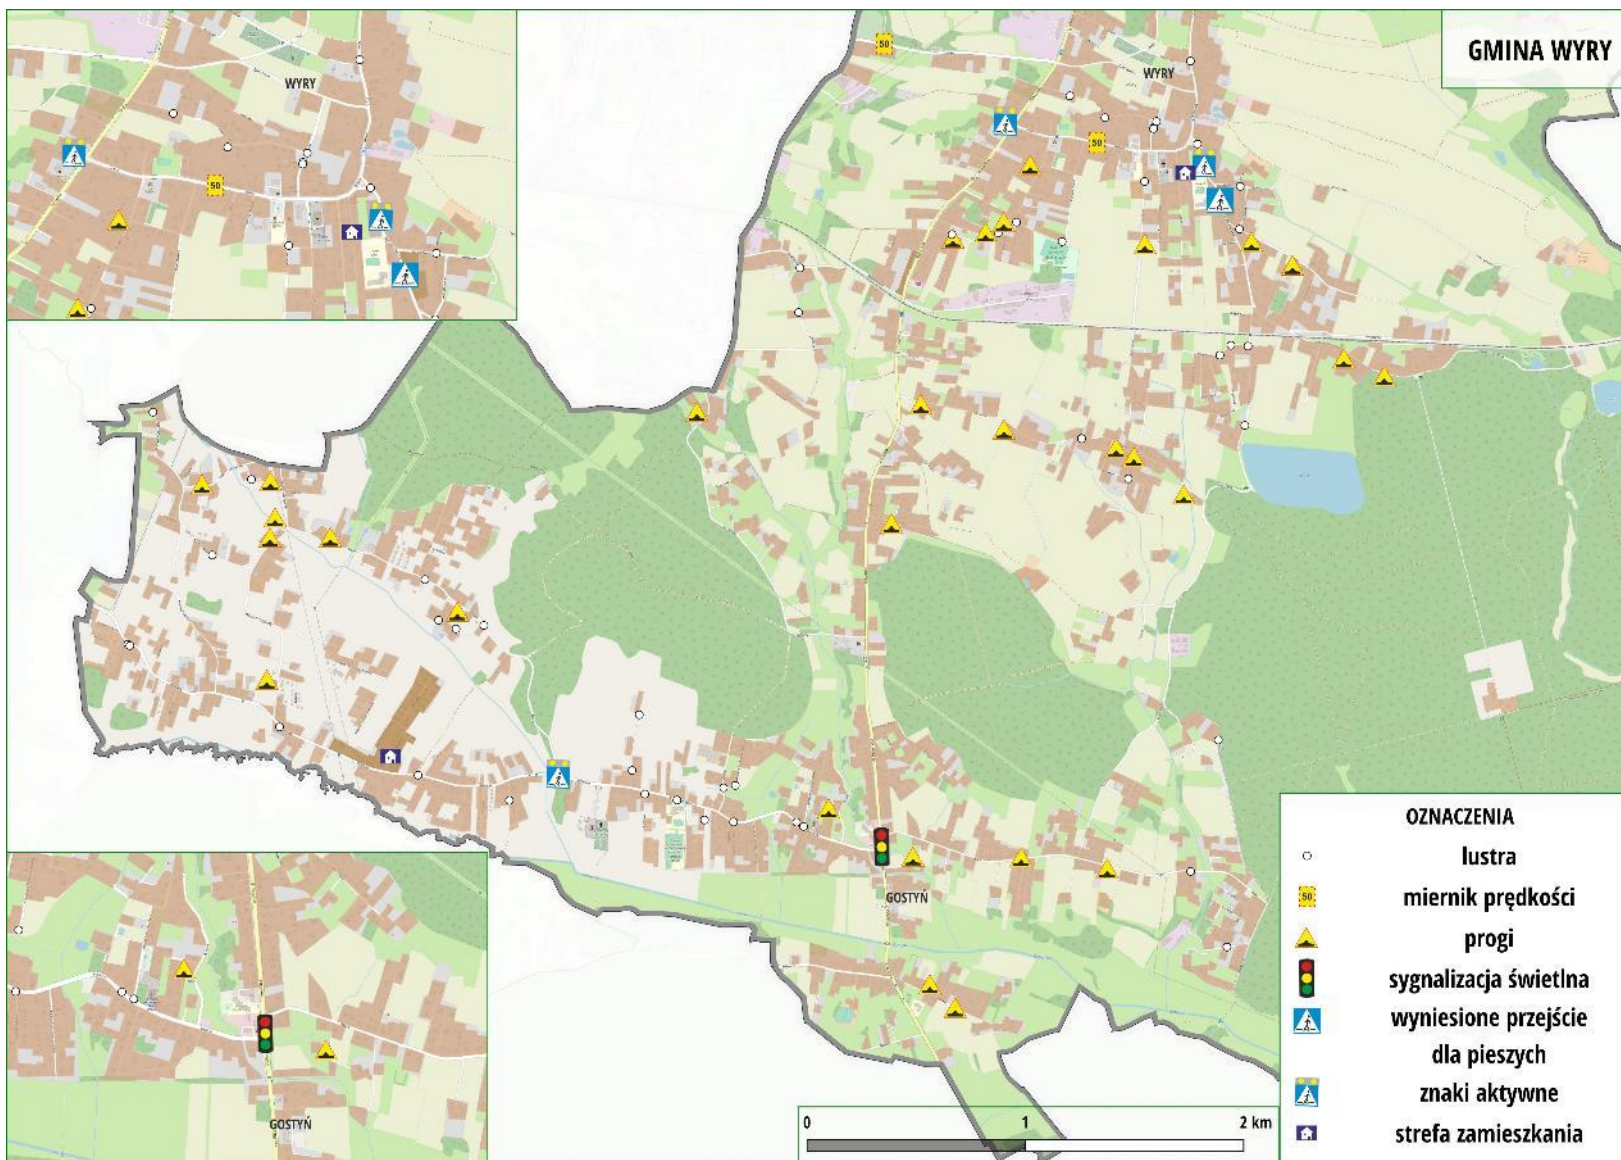 GMINA WYRY
WYRY
50
50
WYRY
50
GOSTYŃ
GOSTYŃ
OZNACZENIA
lustra
50
miernik prędkości
progi
sygnalizacja świetlna
wyniesione przejście
dla pieszych
znaki aktywne
strefa zamieszkania
0 1 2 km